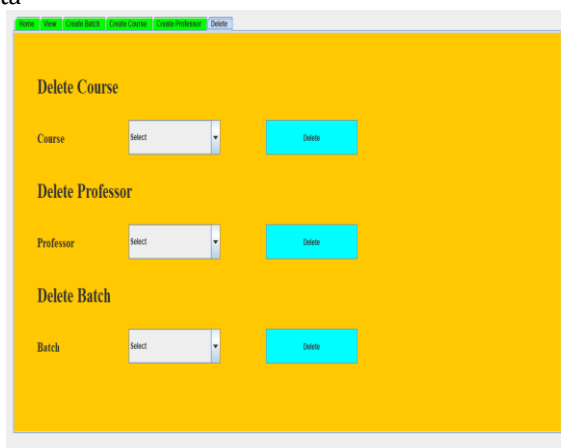 Home View Create Batch Create Course Create Professor Delete
Delete Course
Course Select Delete
Delete Professor
Professor Select Delete
Delete Batch
Batch Select Delete